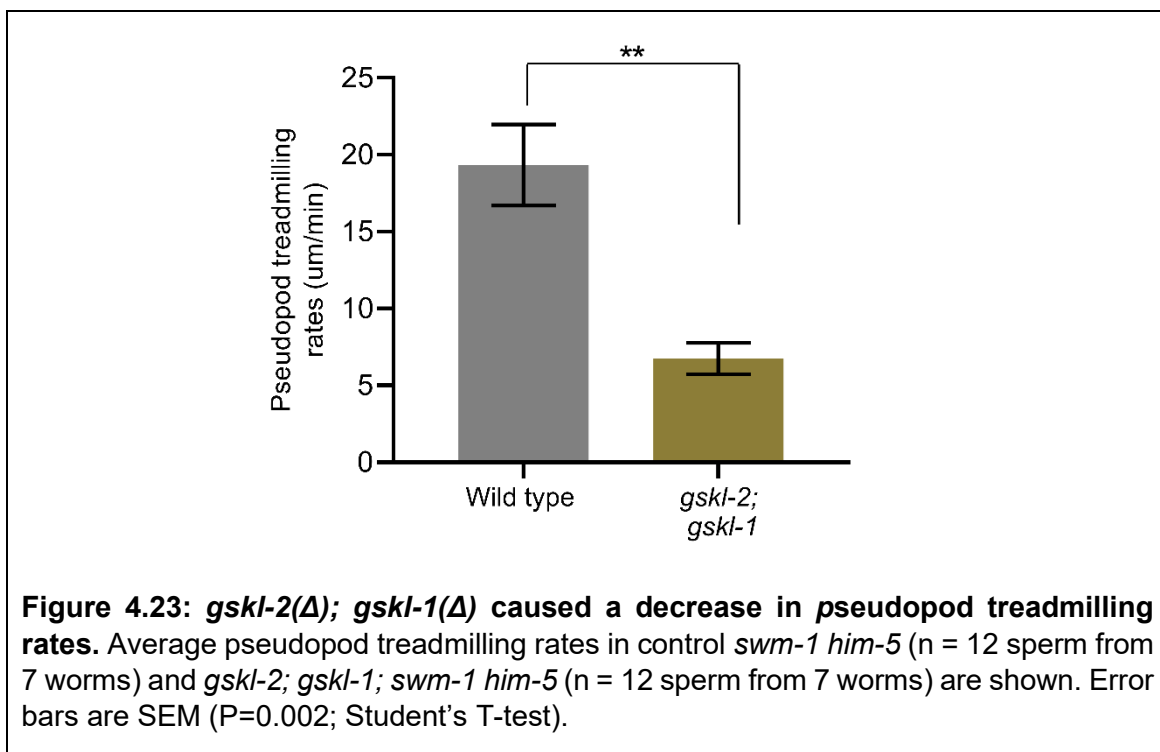 **
25
20
15
10
5
0
Pseudopod treadmilling
rates (um/min)
Wild type
gskl-2;
gskl-1
Figure 4.23: gskl-2(Δ); gskl-1(Δ) caused a decrease in pseudopod treadmilling
rates. Average pseudopod treadmilling rates in control swm-1 him-5 (n = 12 sperm from
7 worms) and gskl-2; gskl-1; swm-1 him-5 (n = 12 sperm from 7 worms) are shown. Error
bars are SEM (P=0.002; Student’s T-test).